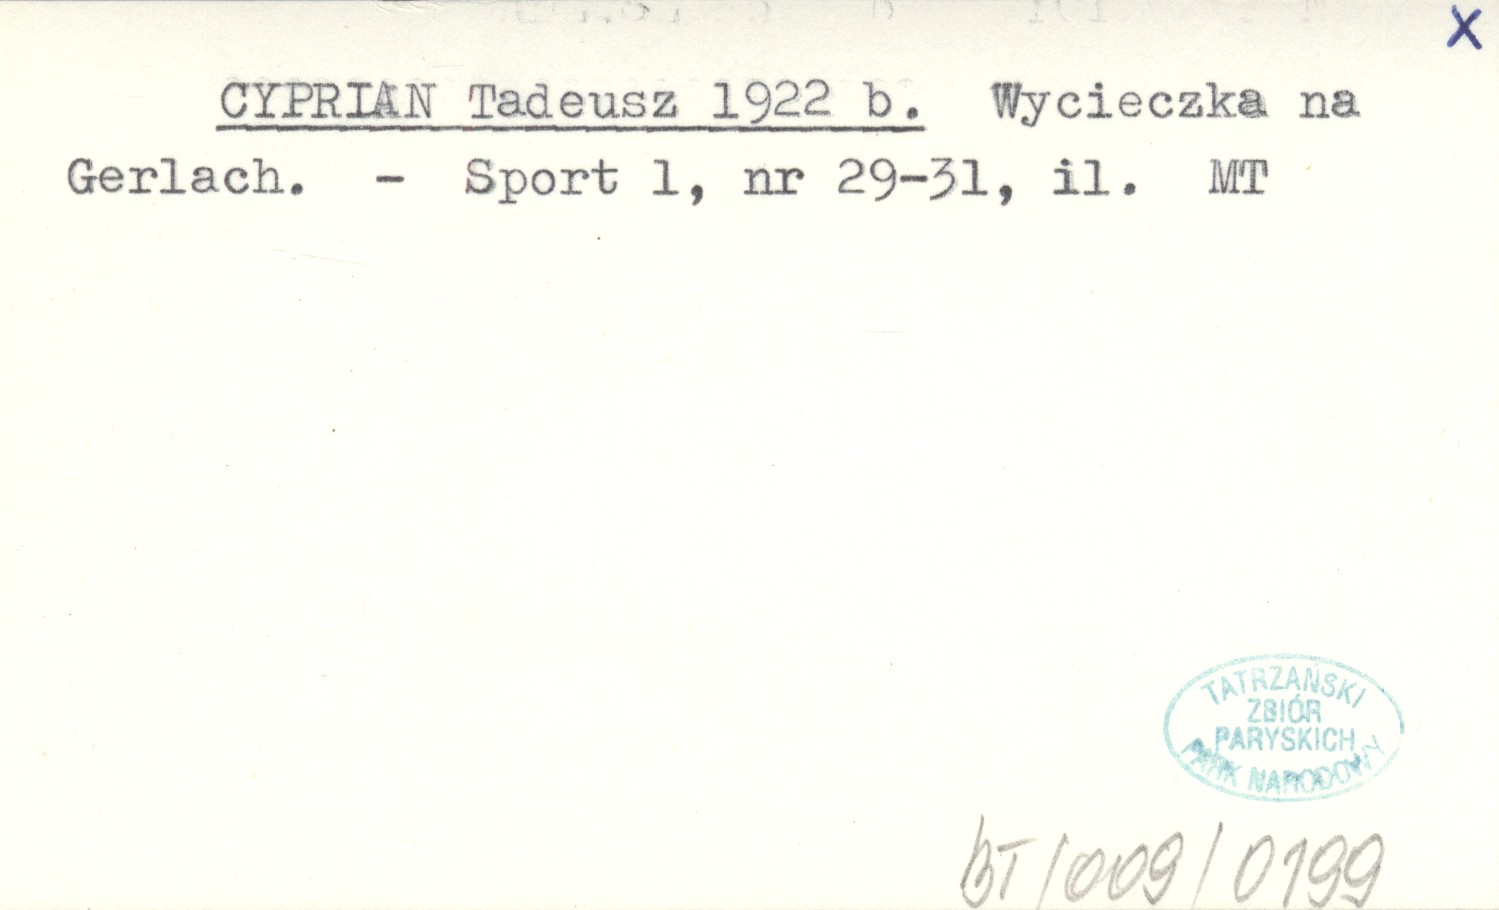 X
CYPRIAN Tadeusz 1922 b. Wycieczka na
Gerlach. - Sport 1, nr 29-31, il. MT
TATRZAŃSKI
ZBIÓR
PARYSKICH
PARK NARODOWY
BT/009/0199